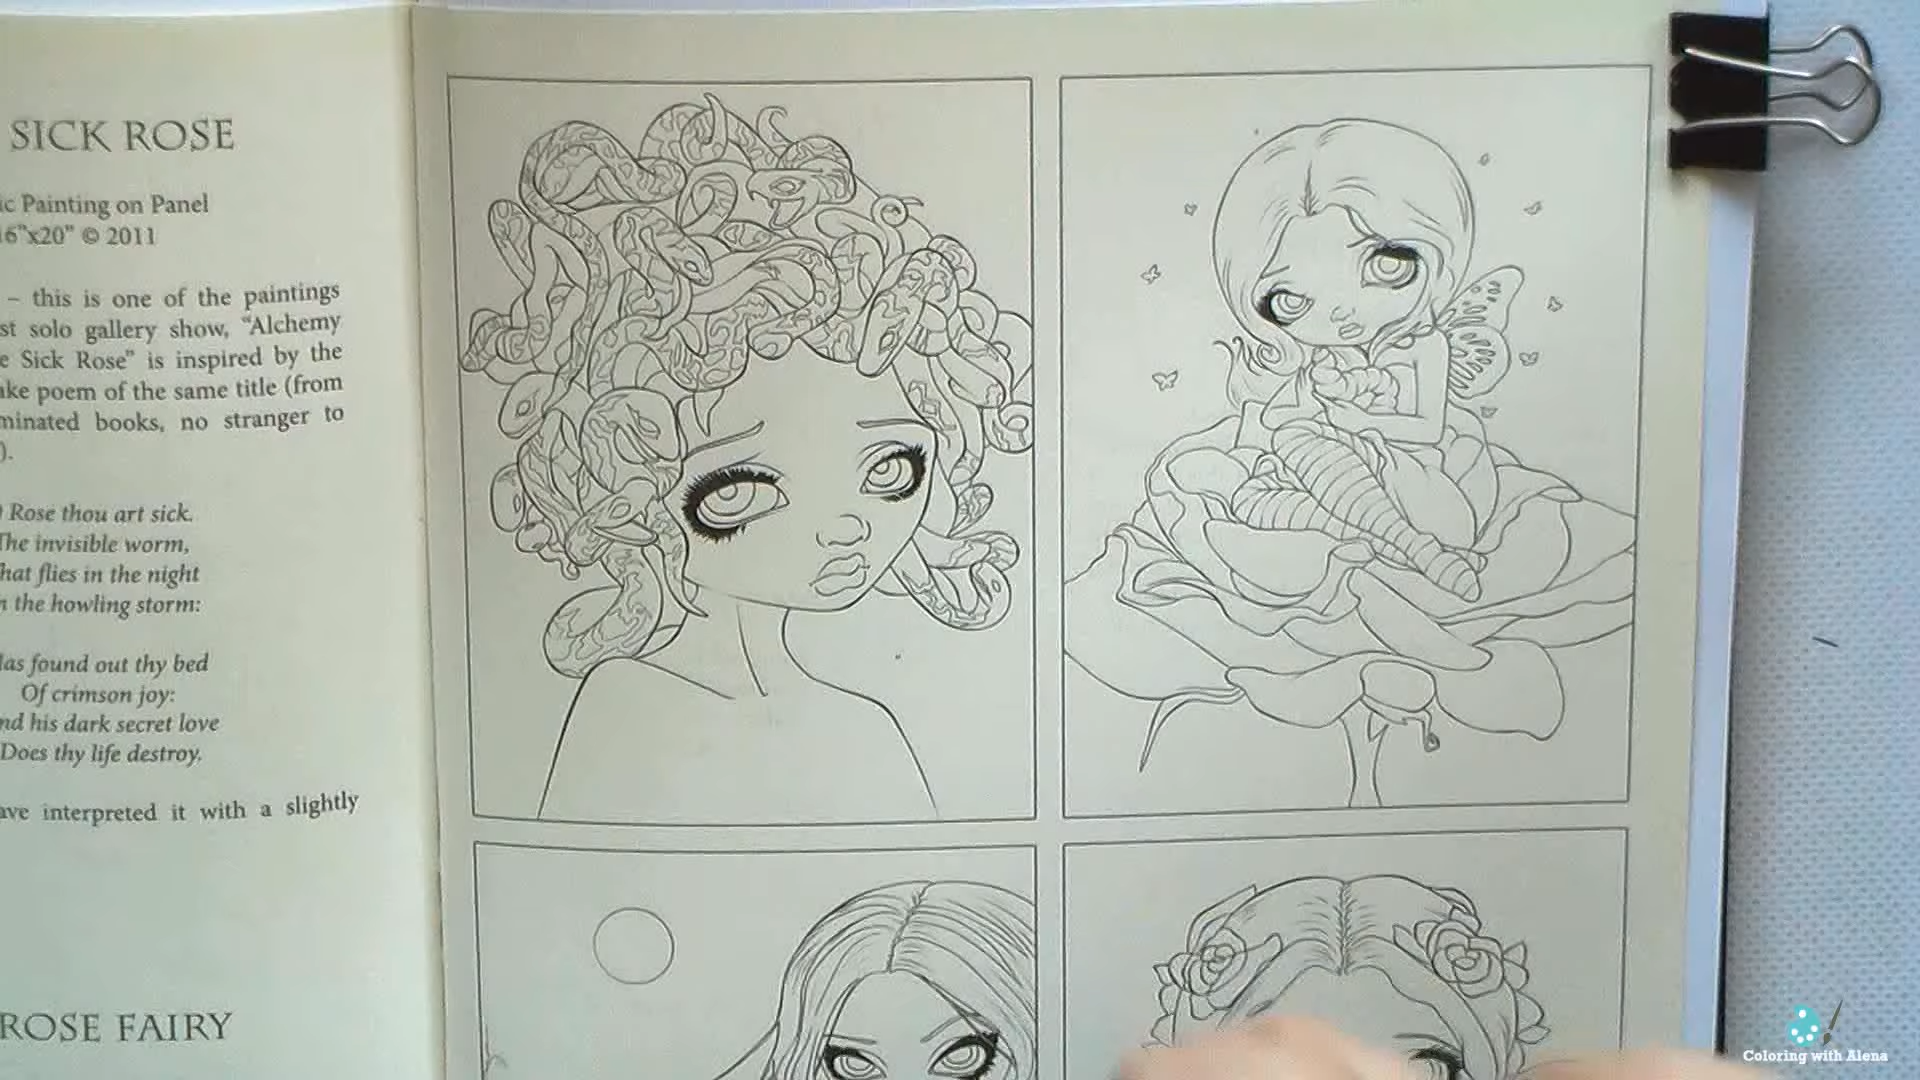 SICK ROSE
ic Painting on Panel
16"x20" © 2011
– this is one of the paintings
st solo gallery show, "Alchemy
e Sick Rose" is inspired by the
ake poem of the same title (from
minated books, no stranger to
).
Rose thou art sick.
The invisible worm,
hat flies in the night
n the howling storm:
Has found out thy bed
Of crimson joy:
nd his dark secret love
Does thy life destroy.
ave interpreted it with a slightly
ROSE FAIRY
Coloring with Alena